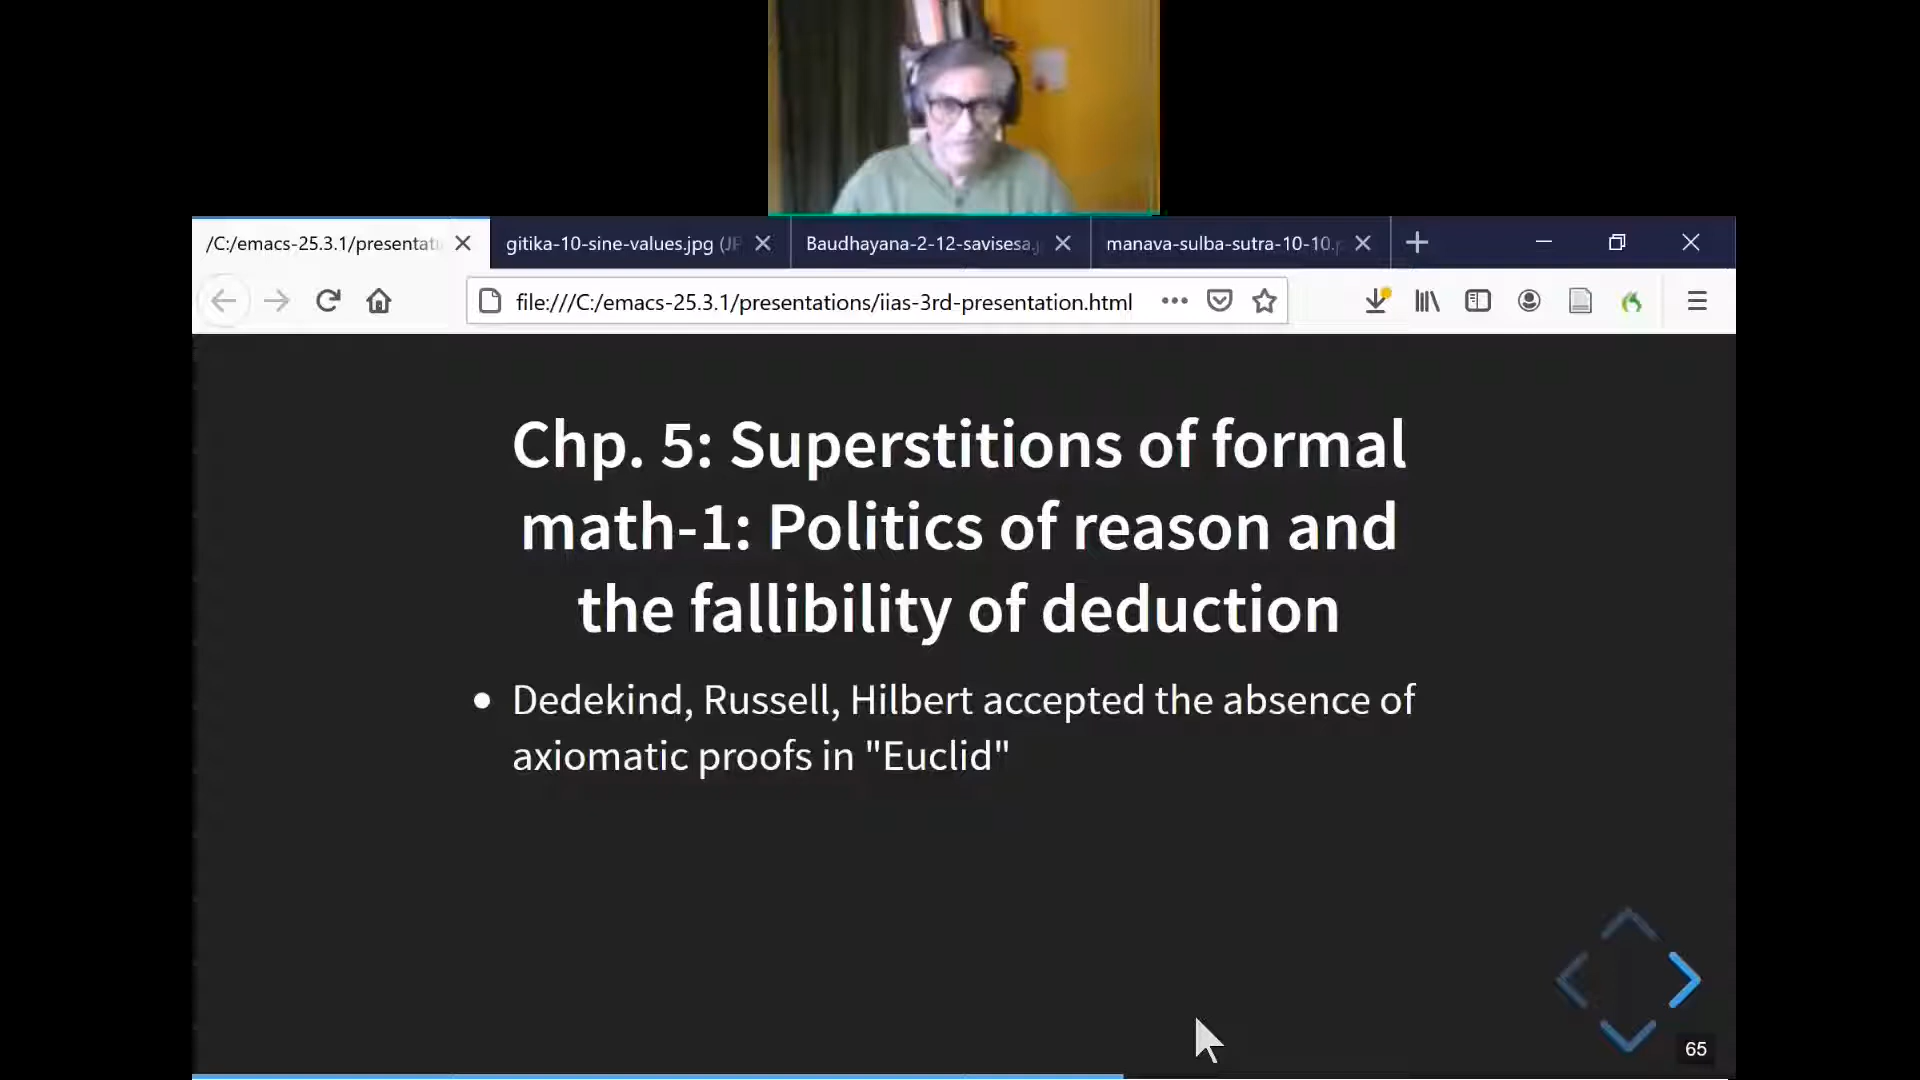 /C:/emacs-25.3.1/presentat
gitika-10-sine-values.jpg (JP
Baudhayana-2-12-savisesa.j
manava-sulba-sutra-10-10.p
file:///C:/emacs-25.3.1/presentations/iias-3rd-presentation.html
Chp. 5: Superstitions of formal
math-1: Politics of reason and
the fallibility of deduction
• Dedekind, Russell, Hilbert accepted the absence of
axiomatic proofs in "Euclid"
65